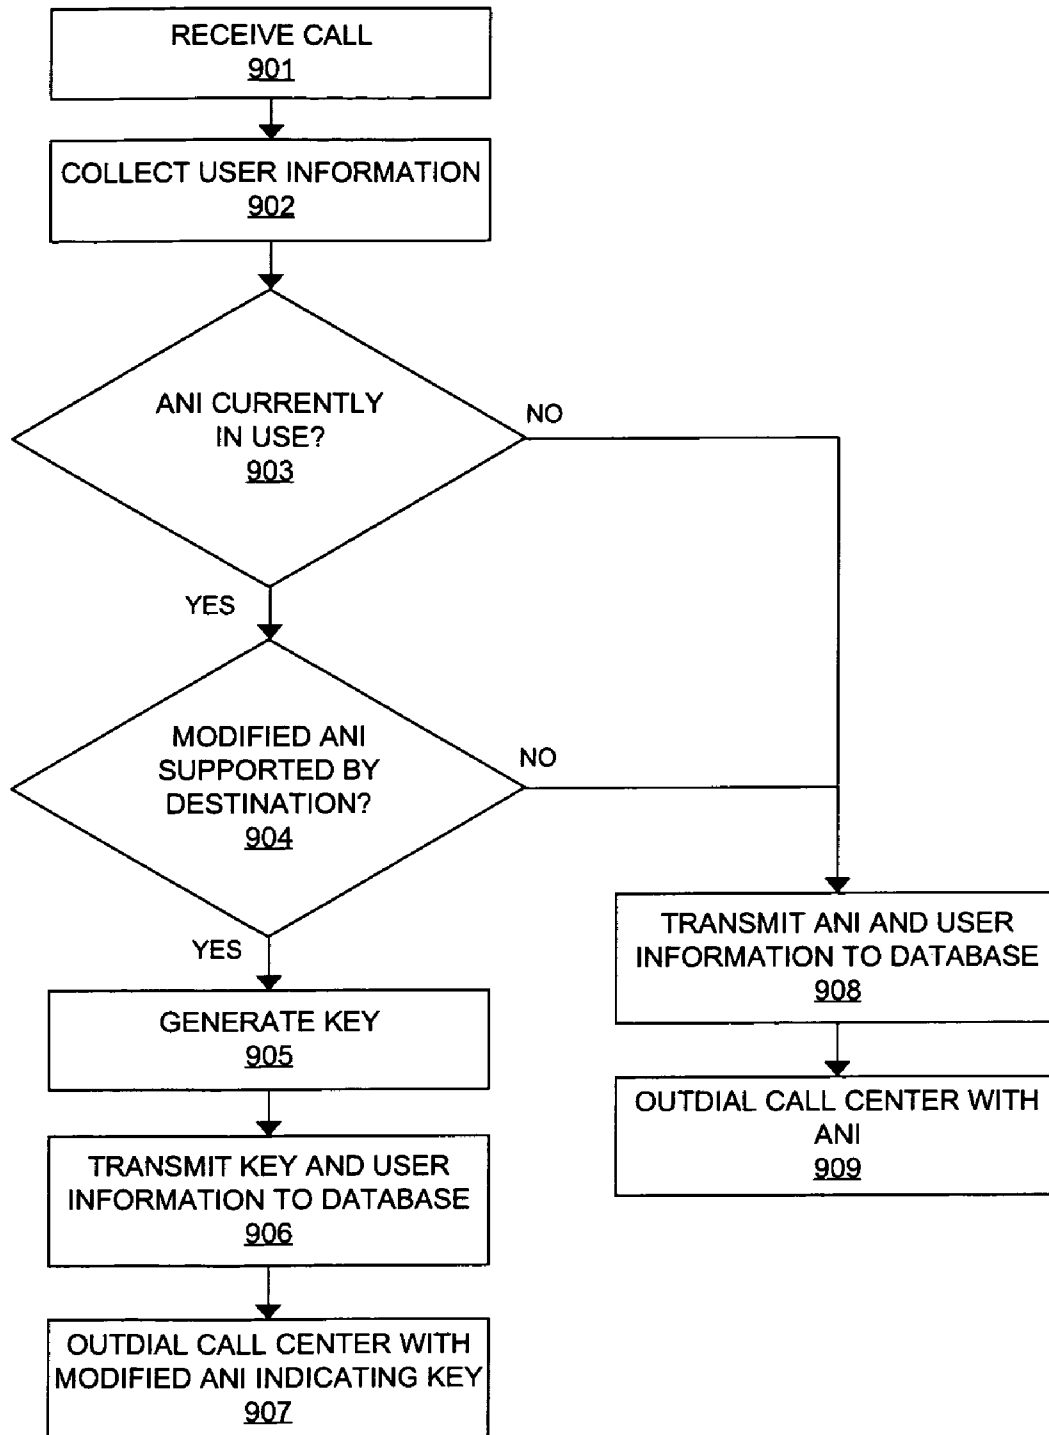 RECEIVE CALL
901
COLLECT USER INFORMATION
902
ANI CURRENTLY
IN USE?
903
NO
YES
MODIFIED ANI
SUPPORTED BY
DESTINATION?
904
NO
YES
GENERATE KEY
905
TRANSMIT KEY AND USER
INFORMATION TO DATABASE
906
OUTDIAL CALL CENTER WITH
MODIFIED ANI INDICATING KEY
907
TRANSMIT ANI AND USER
INFORMATION TO DATABASE
908
OUTDIAL CALL CENTER WITH
ANI
909